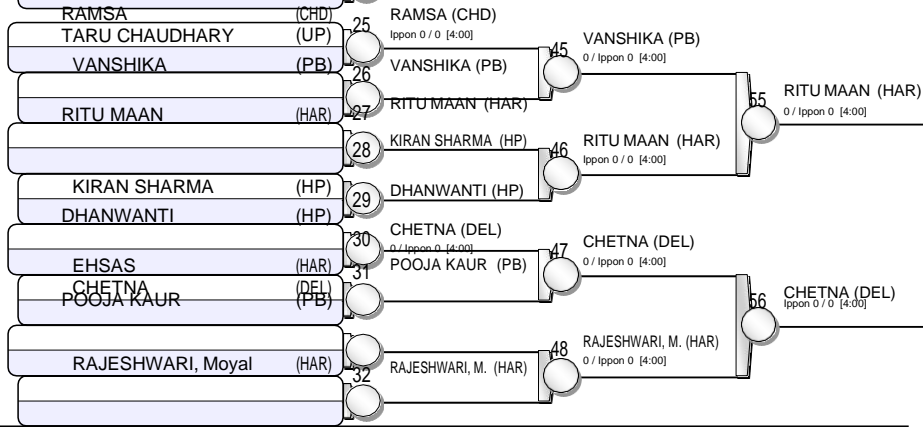 RAMSA (CHD)
TARU CHAUDHARY (UP)
VANSHIKA (PB)
RITU MAAN (HAR)
KIRAN SHARMA (HP)
DHANWANTI (HP)
EHSAS (HAR)
CHETNA (DEL)
POOJA KAUR (PB)
RAJESHWARI, Moyal (HAR)
25
26
27
28
29
30
31
32
RAMSA (CHD)
Ippon 0 / 0 [4:00]
VANSHIKA (PB)
RITU MAAN (HAR)
KIRAN SHARMA (HP)
DHANWANTI (HP)
CHETNA (DEL)
0 / Ippon 0 [4:00]
POOJA KAUR (PB)
RAJESHWARI, M. (HAR)
45
46
47
48
VANSHIKA (PB)
0 / Ippon 0 [4:00]
RITU MAAN (HAR)
Ippon 0 / 0 [4:00]
CHETNA (DEL)
0 / Ippon 0 [4:00]
RAJESHWARI, M. (HAR)
0 / Ippon 0 [4:00]
55
56
RITU MAAN (HAR)
0 / Ippon 0 [4:00]
CHETNA (DEL)
Ippon 0 / 0 [4:00]